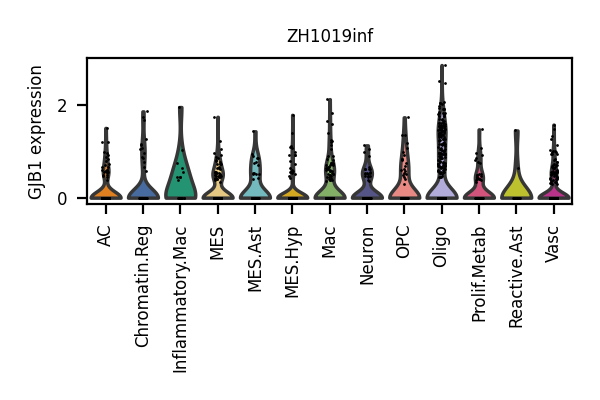 ZH1019inf
GJB1 expression
2
0
AC
Chromatin.Reg
Inflammatory.Mac
MES
MES.Ast
MES.Hyp
Mac
Neuron
OPC
Oligo
Prolif.Metab
Reactive.Ast
Vasc